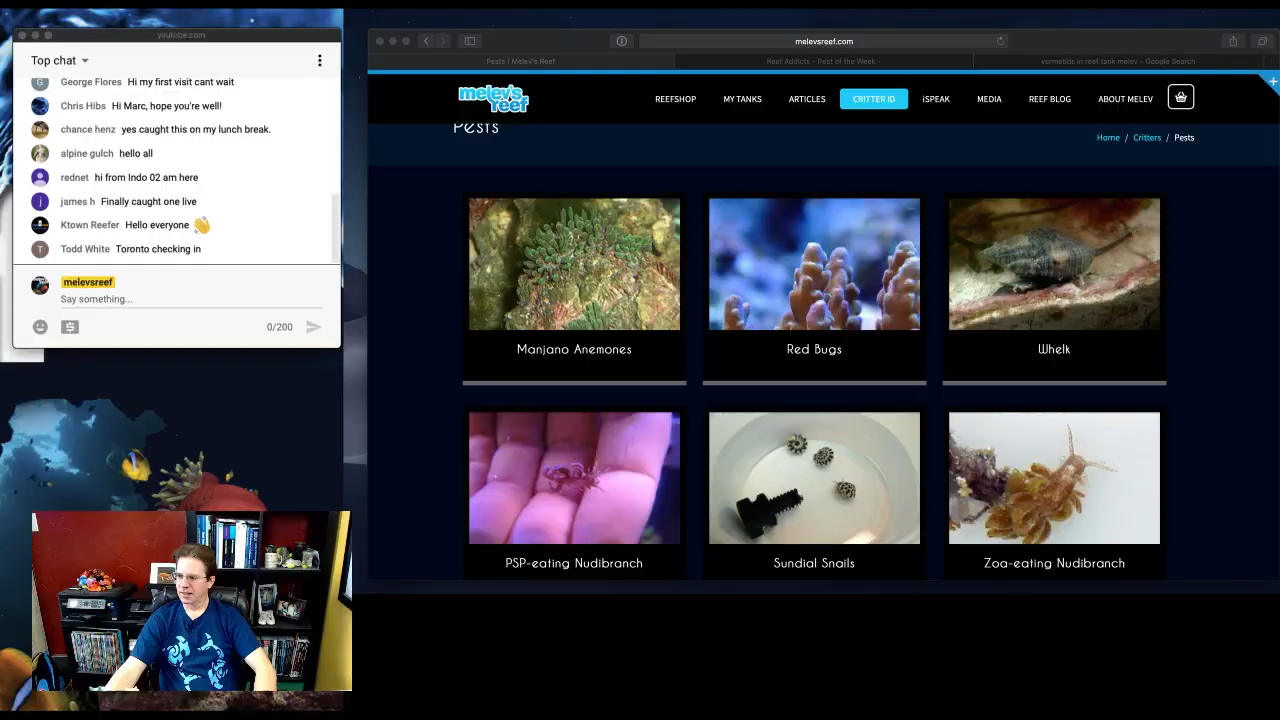 youtube.com
Top chat
George Flores Hi my first visit cant wait
Chris Hibs Hi Marc, hope you're well!
chance henz yes caught this on my lunch break.
alpine gulch hello all
rednet hi from Indo 02 am here
james h Finally caught one live
Ktown Reefer Hello everyone
Todd White Toronto checking in
melevsreef
Say something...
0/200
melevsreef.com
Pests | Melev's Reef
Reef Addicts - Pest of the Week -
vermetids in reef tank melev - Google Search
melev's reef
REEFSHOP MY TANKS ARTICLES CRITTER ID iSPEAK MEDIA REEF BLOG ABOUT MELEV
Pests
Home / Critters / Pests
Manjano Anemones
Red Bugs
Whelk
PSP-eating Nudibranch
Sundial Snails
Zoa-eating Nudibranch